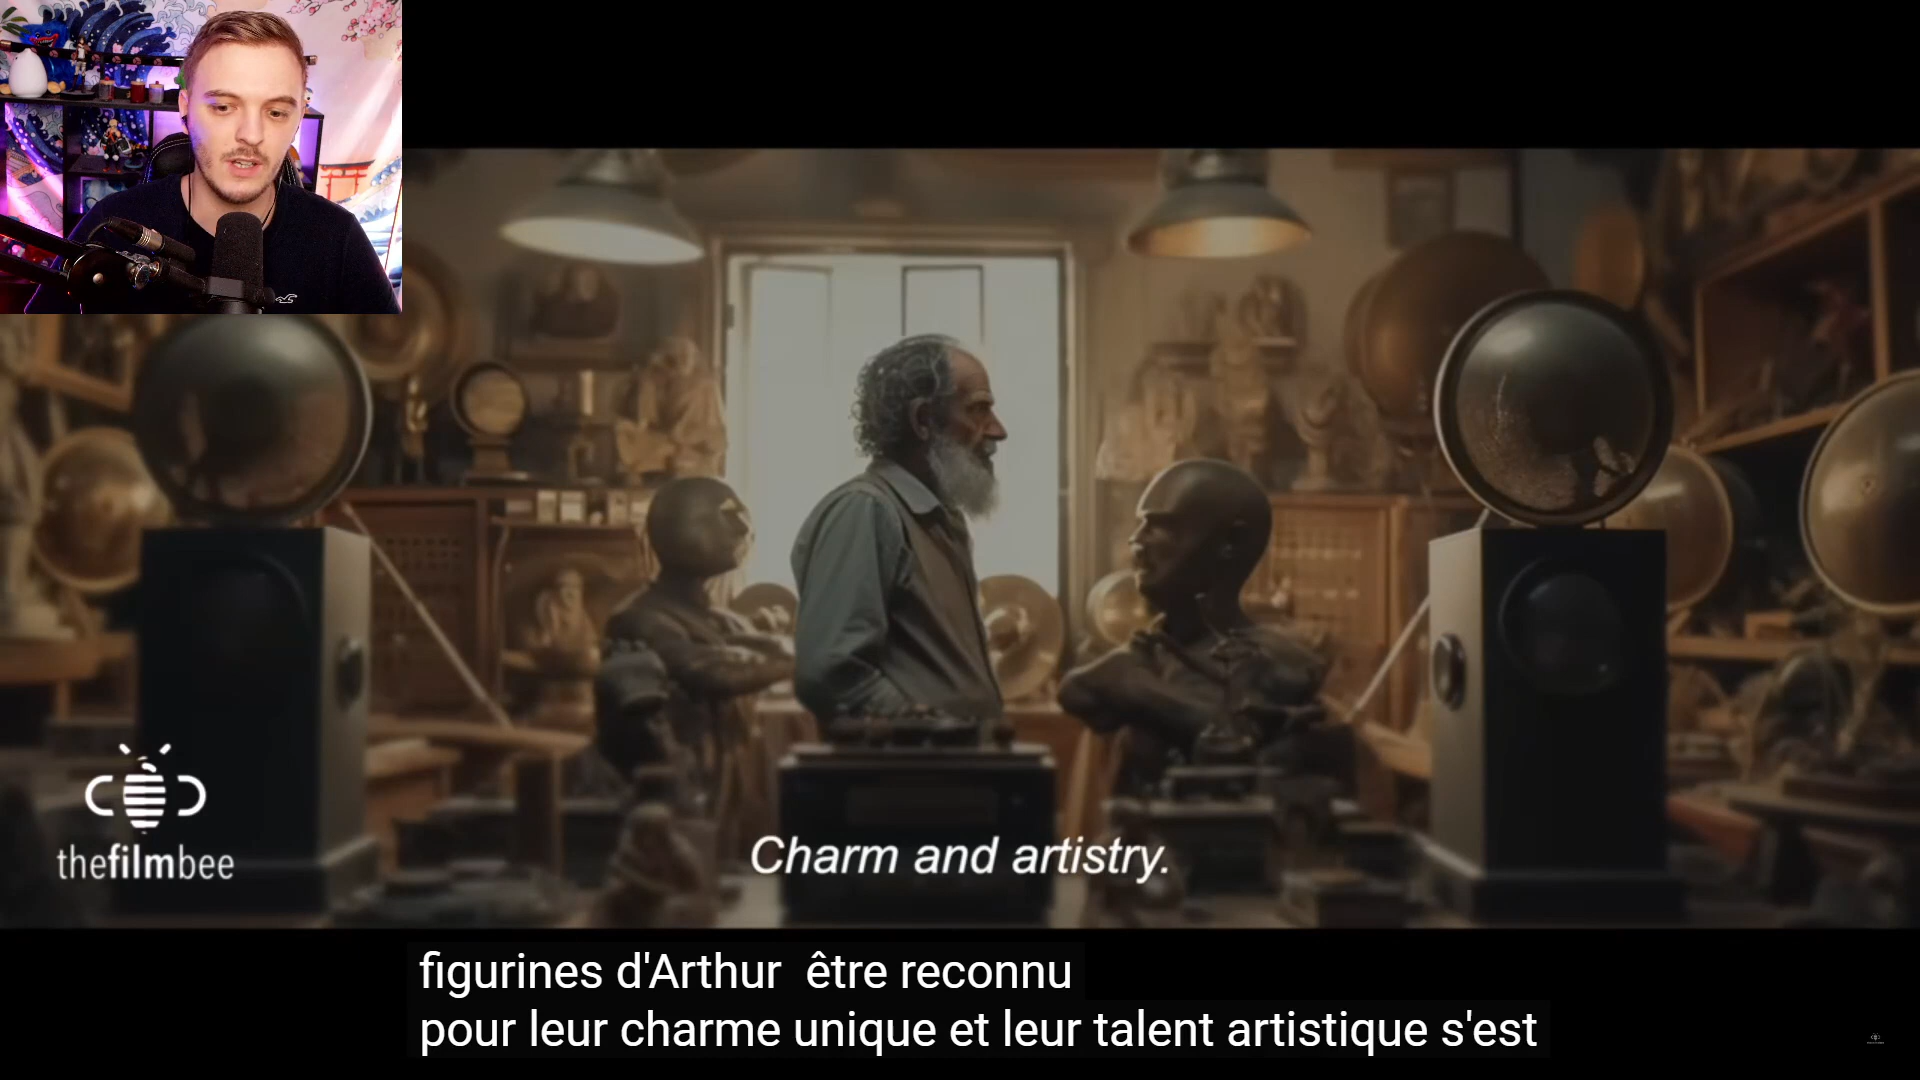 thefilmbee
Charm and artistry.
figurines d'Arthur  être reconnu
pour leur charme unique et leur talent artistique s'est